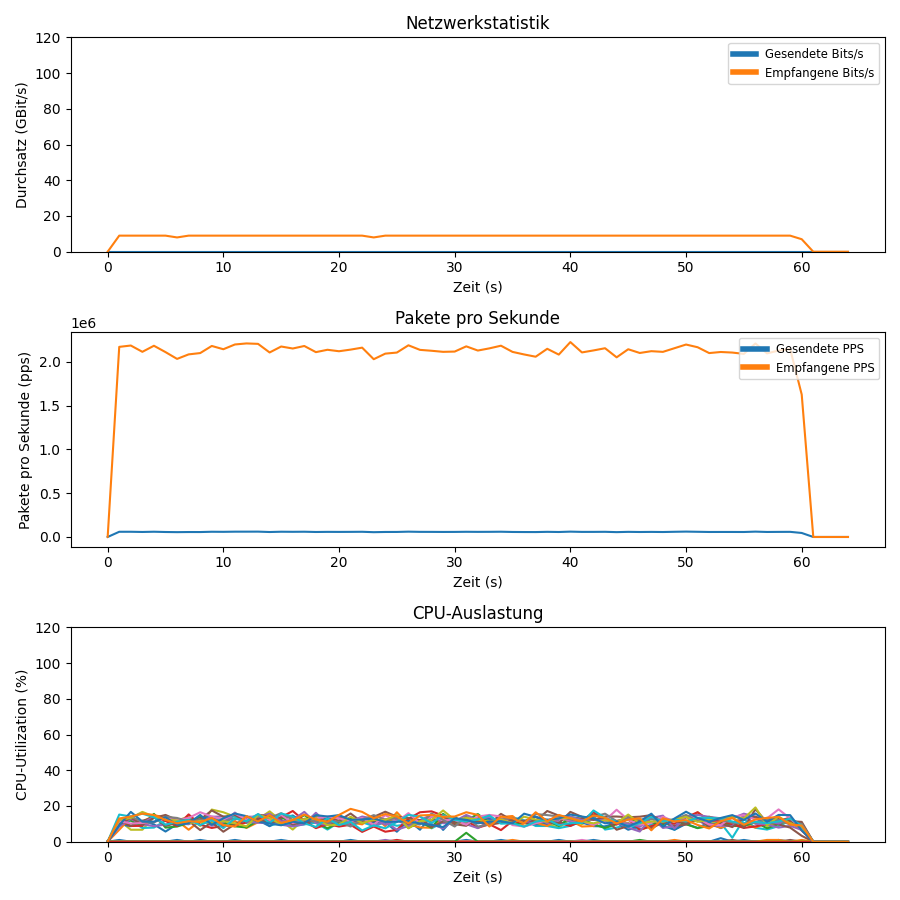 Netzwerkstatistik
120
100
80
60
40
20
0
Durchsatz (GBit/s)
Gesendete Bits/s
Empfangene Bits/s
0 10 20 30 40 50 60
Zeit (s)
Pakete pro Sekunde
1e6
2.0
1.5
1.0
0.5
0.0
Pakete pro Sekunde (pps)
Gesendete PPS
Empfangene PPS
0 10 20 30 40 50 60
Zeit (s)
CPU-Auslastung
120
100
80
60
40
20
0
CPU-Utilization (%)
0 10 20 30 40 50 60
Zeit (s)